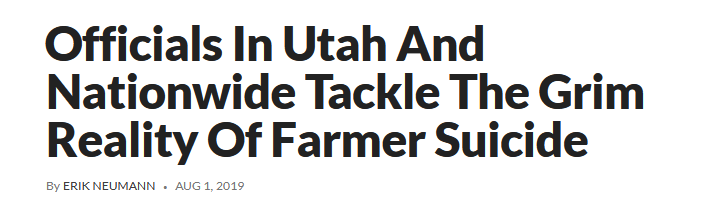 Officials In Utah And
Nationwide Tackle The Grim
Reality Of Farmer Suicide
By ERIK NEUMANN • AUG 1, 2019